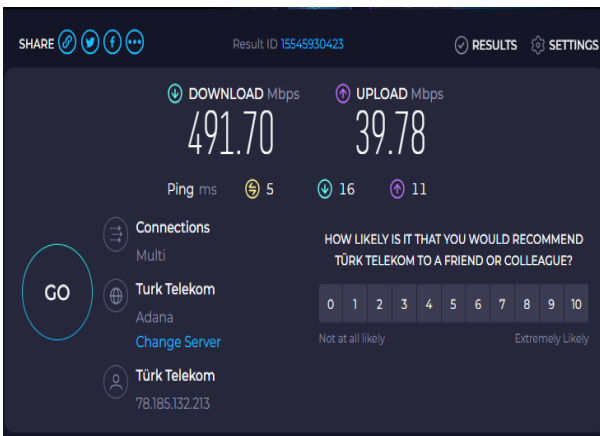 SHARE
Result ID 15545930423
RESULTS
SETTINGS
DOWNLOAD Mbps
UPLOAD Mbps
491.70
39.78
Ping ms 5 16 11
Connections
Multi
GO
Turk Telekom
Adana
Change Server
Türk Telekom
78.185.132.213
HOW LIKELY IS IT THAT YOU WOULD RECOMMEND
TÜRK TELEKOM TO A FRIEND OR COLLEAGUE?
0 1 2 3 4 5 6 7 8 9 10
Not at all likely
Extremely Likely